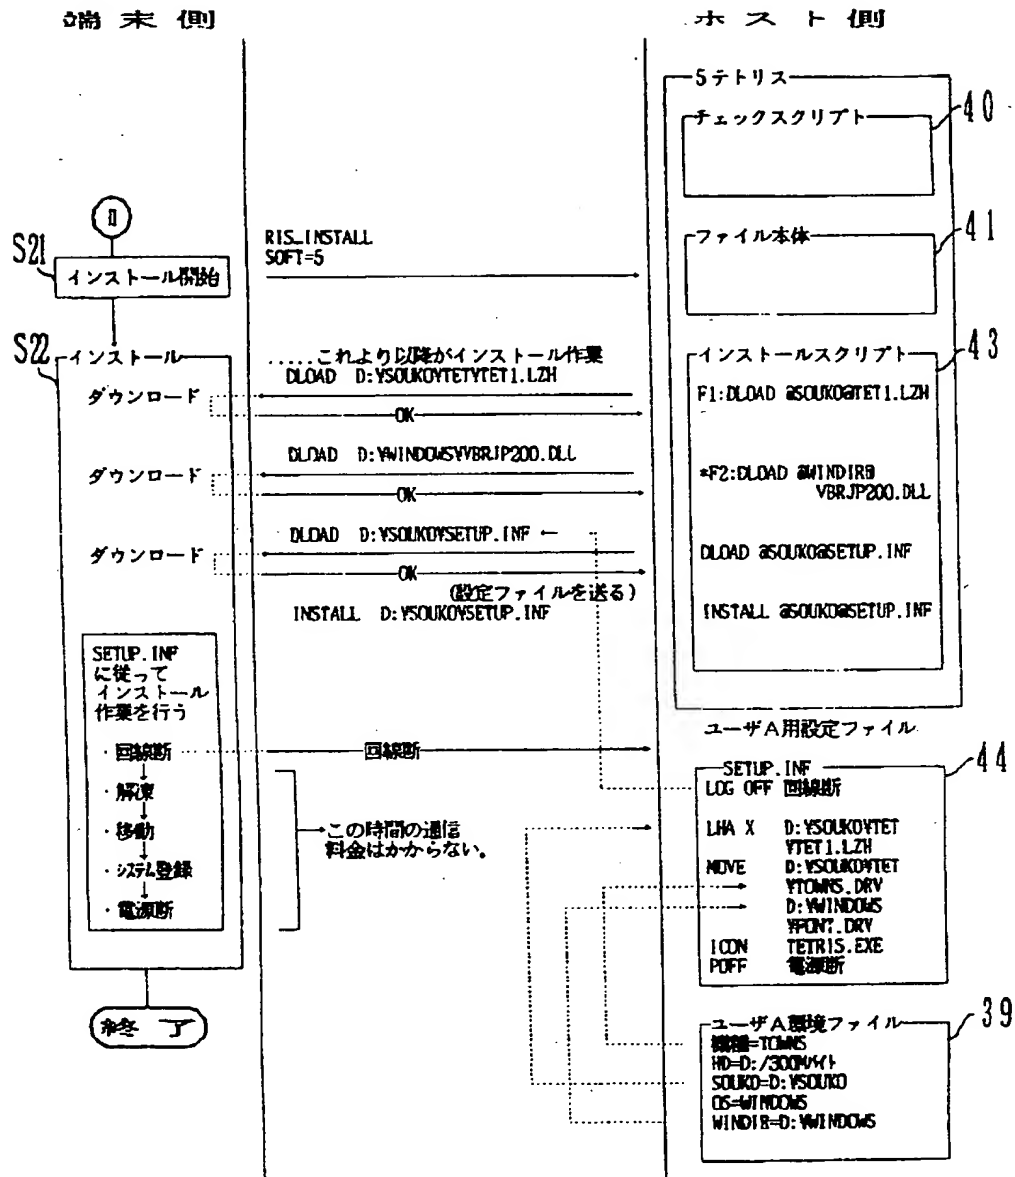 端末側
ホスト側
5テトリス
チェックスクリプト
40
ファイル本体
41
S21
インストール開始
RIS_INSTALL
SOFT=5
S22
インストール
.....これより以降がインストール作業
DLOAD D:¥SOUKO¥TET¥TET1.LZH
ダウンロード
OK
DLOAD D:¥WINDOWS¥VBRJP200.DLL
ダウンロード
OK
DLOAD D:¥SOUKO¥SETUP.INF ←
ダウンロード
OK
(設定ファイルを送る)
INSTALL D:¥SOUKO¥SETUP.INF
インストールスクリプト
43
F1:DLOAD @SOUKO@TET1.LZH
*F2:DLOAD @WINDIR@
VBRJP200.DLL
DLOAD @SOUKO@SETUP.INF
INSTALL @SOUKO@SETUP.INF
SETUP.INF
に従って
インストール
作業を行う
・回線断
回線断
・解凍
・移動
・システム登録
・電源断
この時間の通信
料金はかからない。
終了
ユーザA用設定ファイル
44
SETUP.INF
LOG OFF 回線断
LHA X D:¥SOUKO¥TET
¥TET1.LZH
MOVE D:¥SOUKO¥TET
¥TOWNS.DRV
D:¥WINDOWS
¥FONT.DRV
ICON TETRIS.EXE
POFF 電源断
ユーザA環境ファイル
39
機種=TOWNS
HD=D:/300Mバイト
SOUKO=D:¥SOUKO
OS=WINDOWS
WINDIR=D:¥WINDOWS